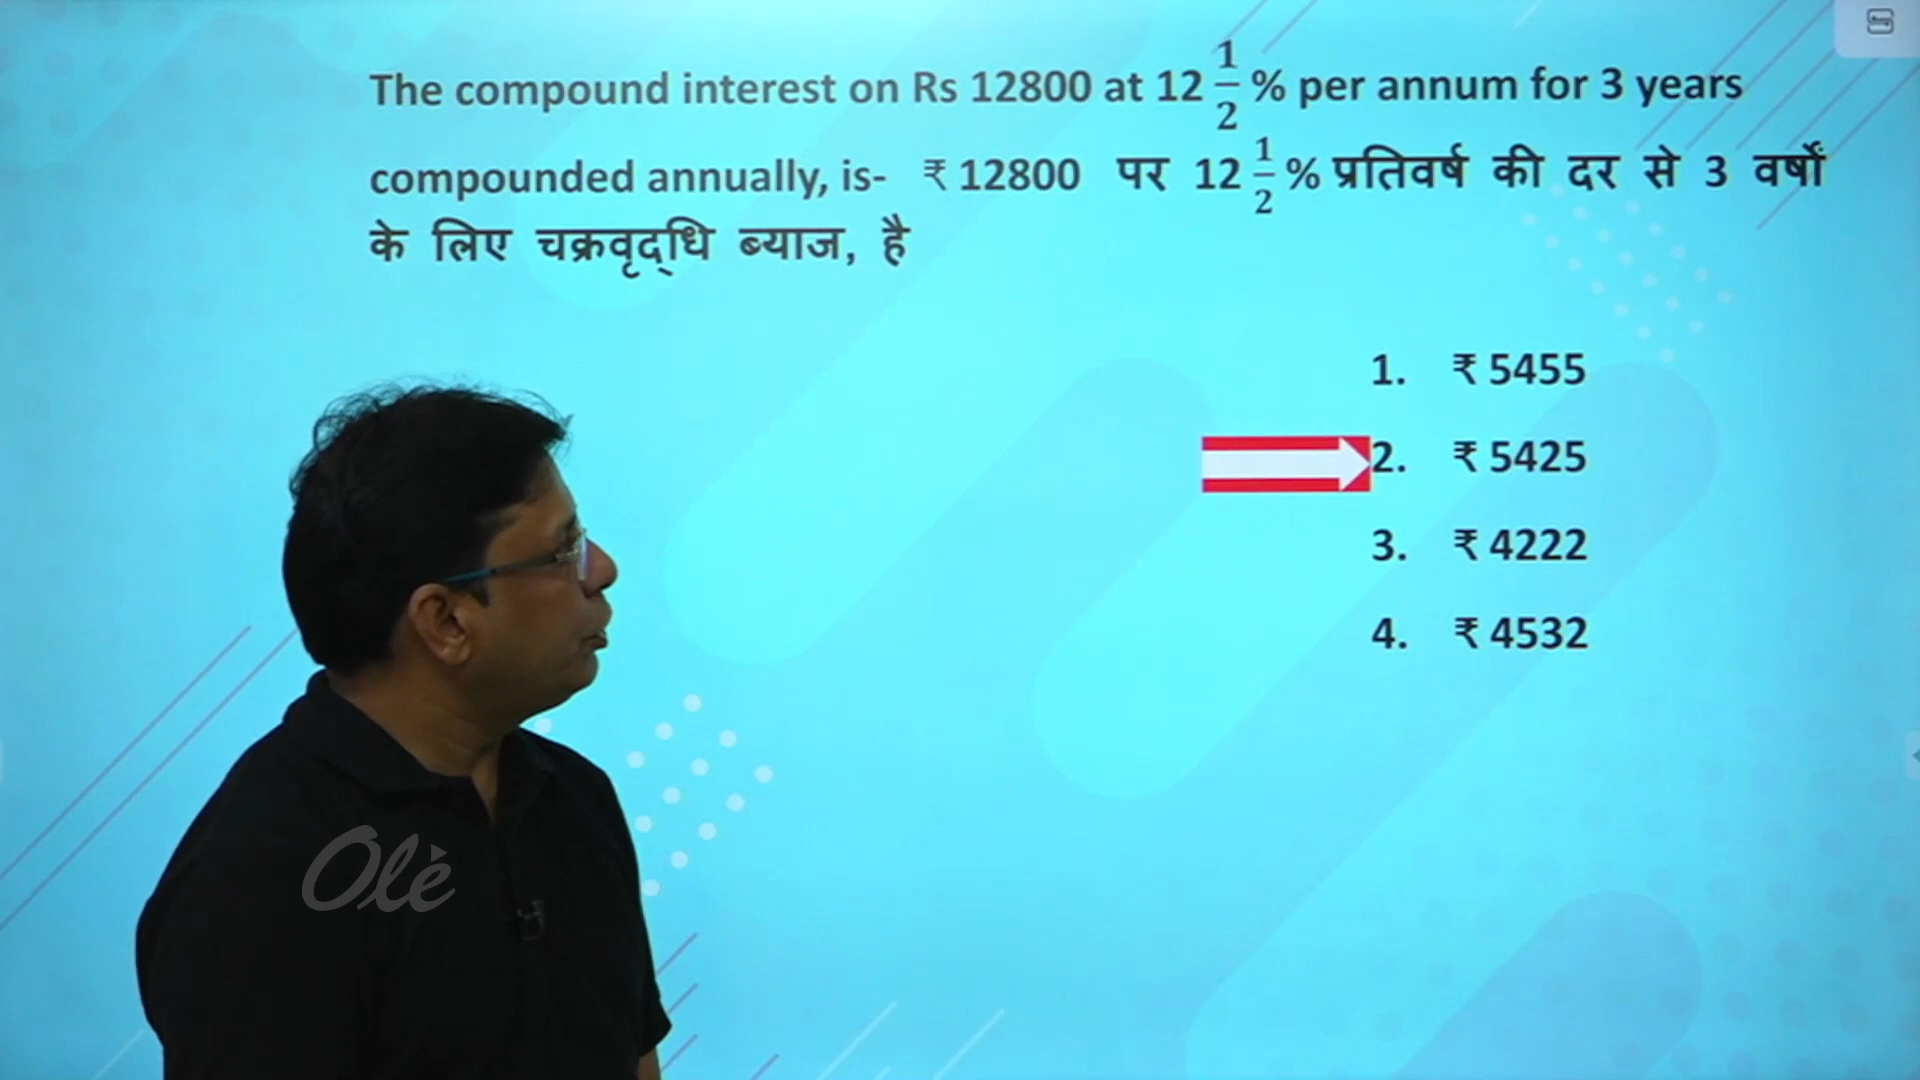 The compound interest on Rs 12800 at 12 1/2 % per annum for 3 years
compounded annually, is- ₹ 12800 पर 12 1/2 % प्रतिवर्ष की दर से 3 वर्षों
के लिए चक्रवृद्धि ब्याज, है
1. ₹ 5455
2. ₹ 5425
3. ₹ 4222
4. ₹ 4532
Olè